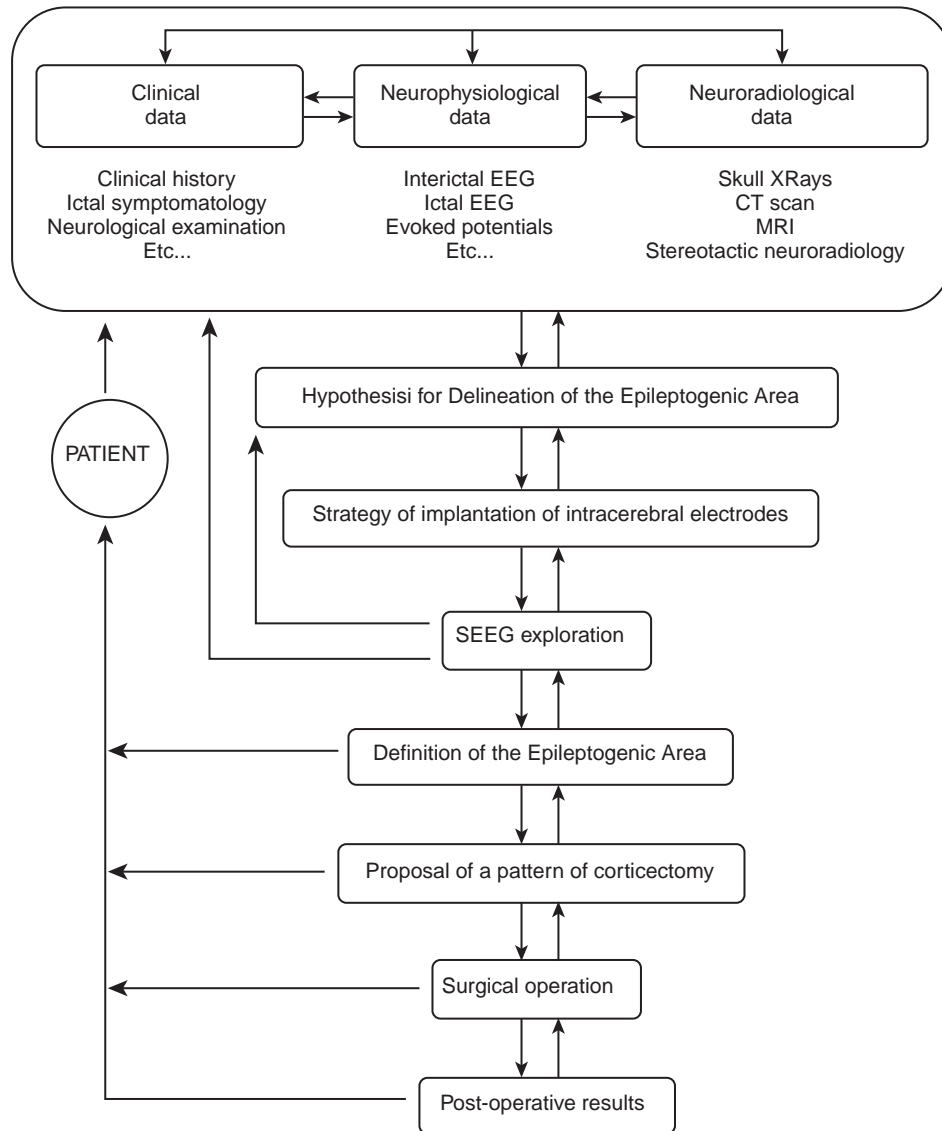 Clinical
data
Neurophysiological
data
Neuroradiological
data
Clinical history
Ictal symptomatology
Neurological examination
Etc...
Interictal EEG
Ictal EEG
Evoked potentials
Etc...
Skull XRays
CT scan
MRI
Stereotactic neuroradiology
Hypothesisi for Delineation of the Epileptogenic Area
PATIENT
Strategy of implantation of intracerebral electrodes
SEEG exploration
Definition of the Epileptogenic Area
Proposal of a pattern of corticectomy
Surgical operation
Post-operative results